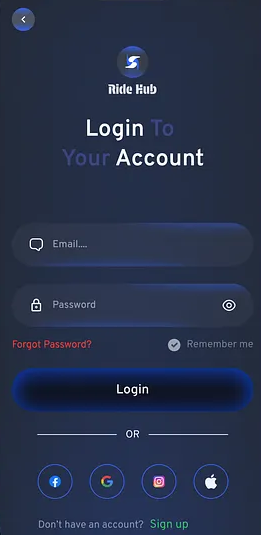 Ride Hub
Login To
Your Account
Email....
Password
Forgot Password?
Remember me
Login
OR
Don't have an account? Sign up